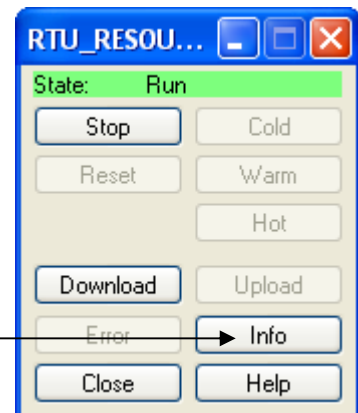 RTU_RESOU...
State: Run
Stop Cold
Reset Warm
Hot
Download Upload
Error Info
Close Help